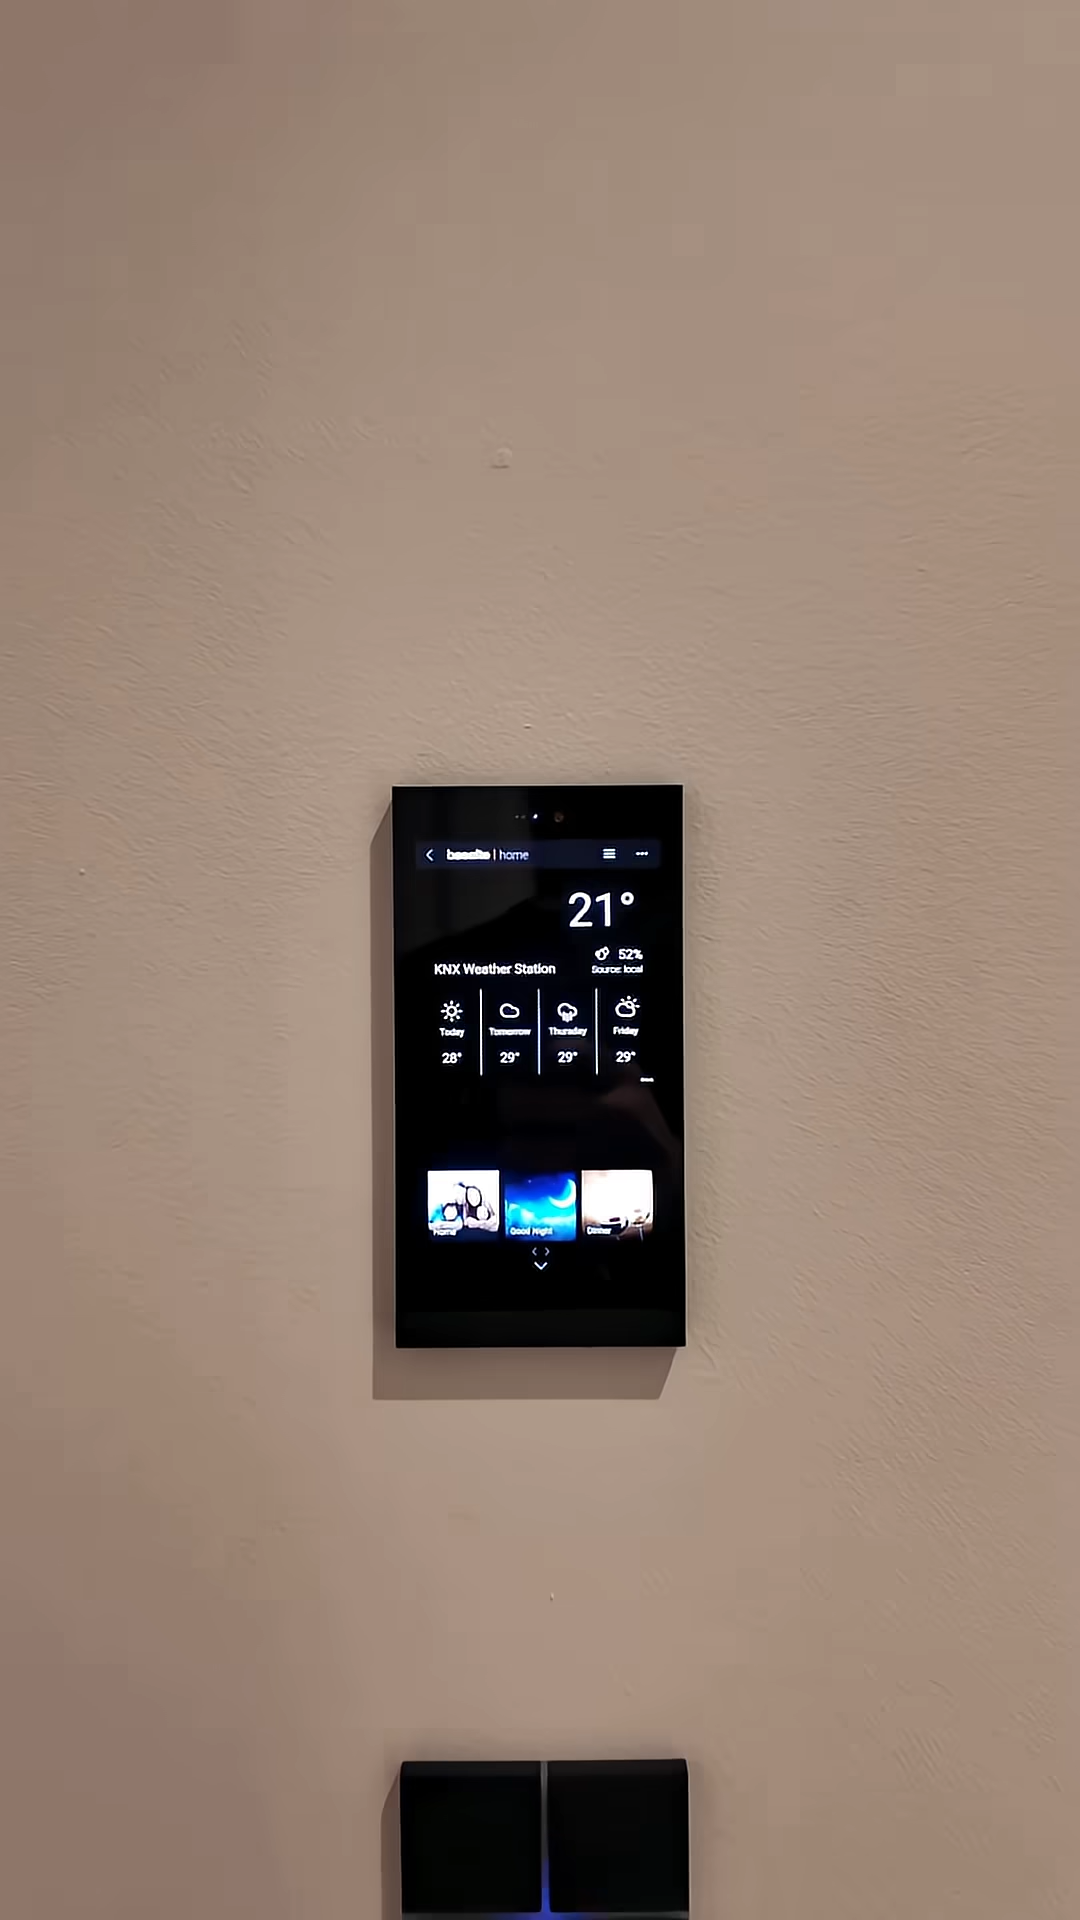 | home
21°
52%
KNX Weather Station
Source: local
Today
Tomorrow
Thursday
Friday
28°
29°
29°
29°
Home
Good Night
Dinner